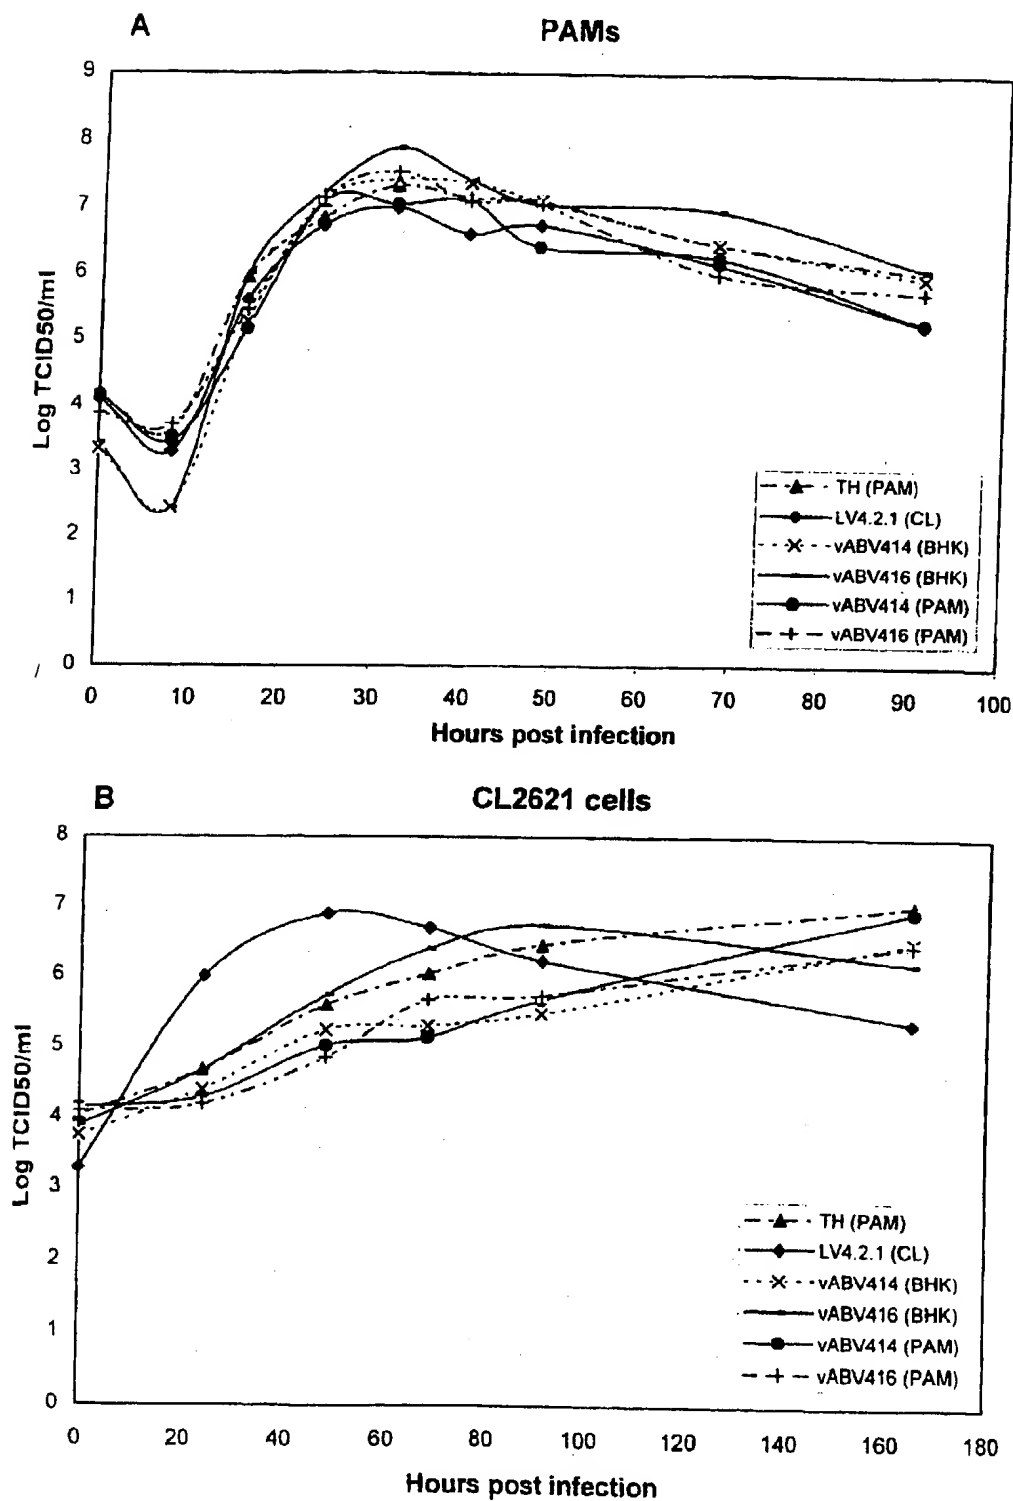 A
PAMs
9
8
7
6
5
4
3
2
1
0
Log TCID50/ml
TH (PAM)
LV4.2.1 (CL)
vABV414 (BHK)
vABV416 (BHK)
vABV414 (PAM)
vABV416 (PAM)
0 10 20 30 40 50 60 70 80 90 100
Hours post infection
B
CL2621 cells
8
7
6
5
4
3
2
1
0
Log TCID50/ml
TH (PAM)
LV4.2.1 (CL)
vABV414 (BHK)
vABV416 (BHK)
vABV414 (PAM)
vABV416 (PAM)
0 20 40 60 80 100 120 140 160 180
Hours post infection